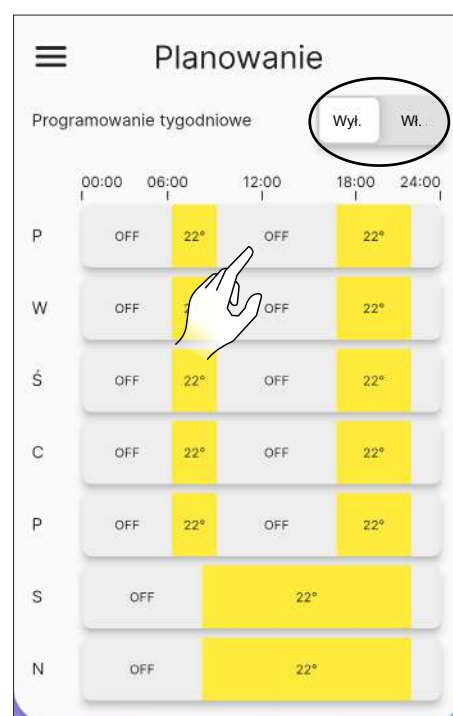 Planowanie
Programowanie tygodniowe Wył. Wł.
00:00 06:00 12:00 18:00 24:00
P OFF 22° OFF 22°
W OFF OFF 22°
Ś OFF 22° OFF 22°
C OFF 22° OFF 22°
P OFF 22° OFF 22°
S OFF 22°
N OFF 22°